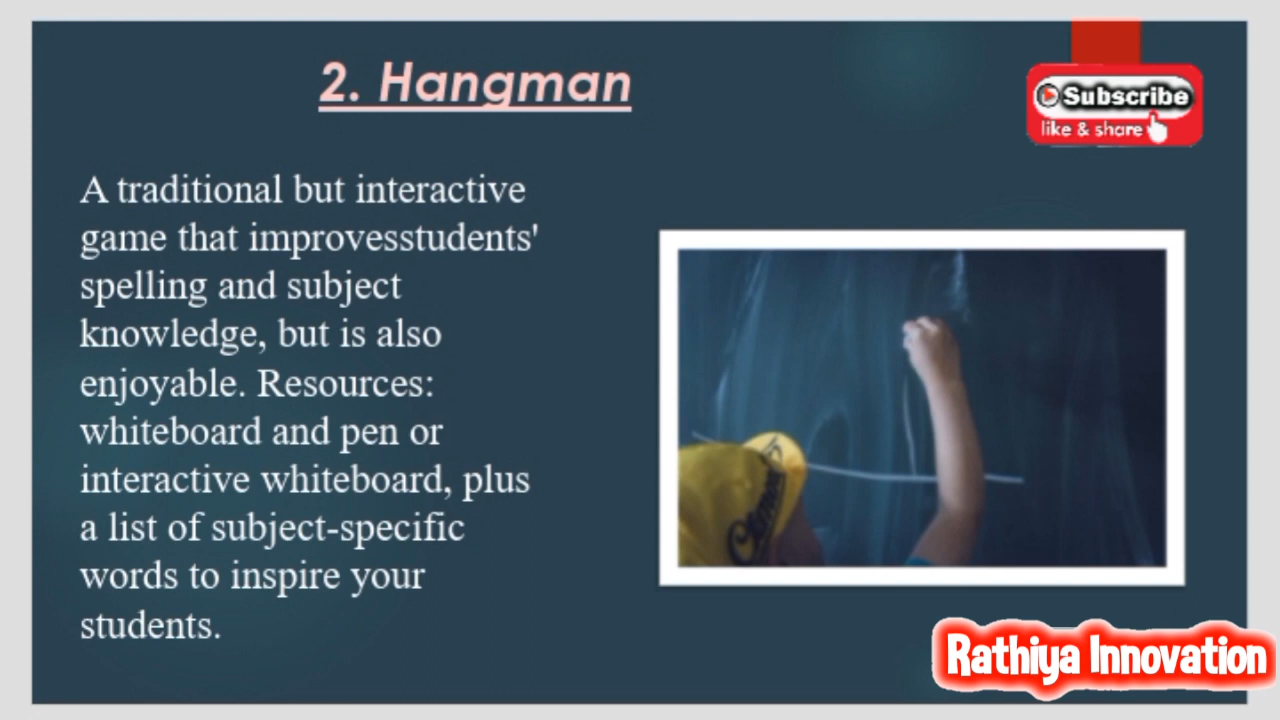 2. Hangman
Subscribe
like & share
A traditional but interactive
game that improvesstudents'
spelling and subject
knowledge, but is also
enjoyable. Resources:
whiteboard and pen or
interactive whiteboard, plus
a list of subject-specific
words to inspire your
students.
Rathiya Innovation